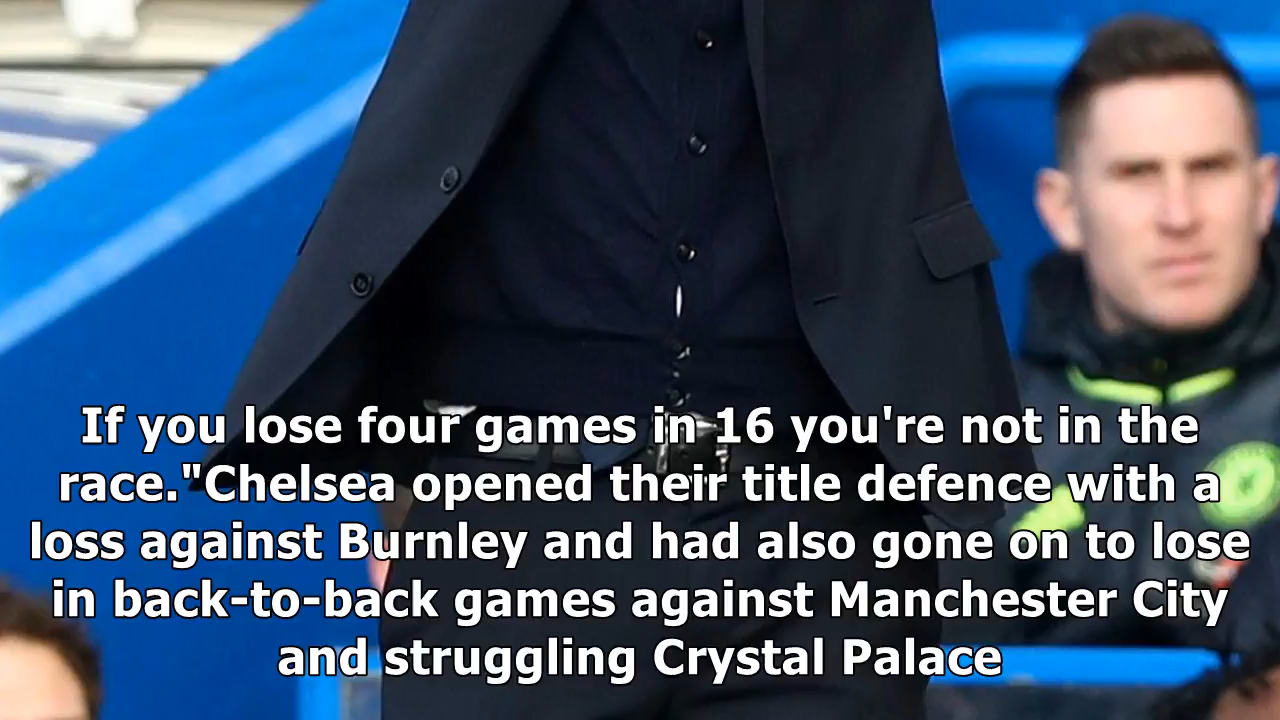 If you lose four games in 16 you're not in the
race."Chelsea opened their title defence with a
loss against Burnley and had also gone on to lose
in back-to-back games against Manchester City
and struggling Crystal Palace